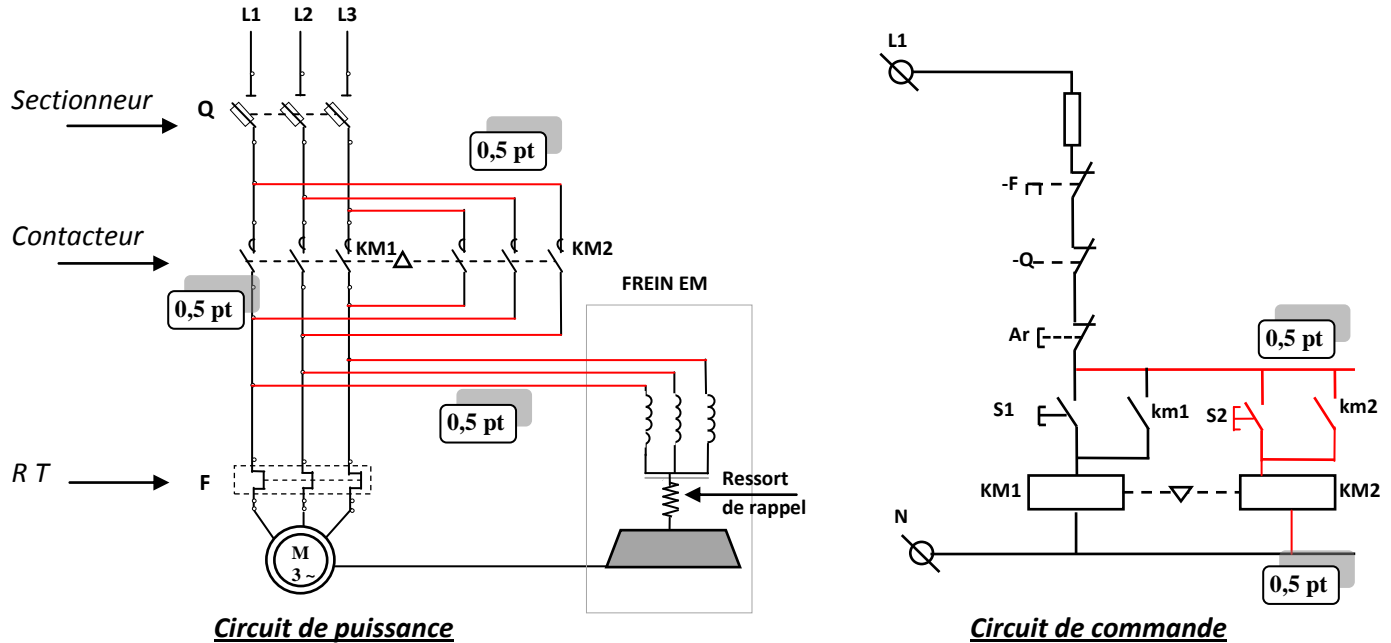 L1 L2 L3
L1
Sectionneur
Q
0,5 pt
-F
Contacteur
KM1
KM2
-Q
0,5 pt
FREIN EM
Ar
0,5 pt
0,5 pt
S1
km1
S2
km2
R T
F
Ressort
de rappel
KM1
KM2
N
M
3 ~
0,5 pt
Circuit de puissance
Circuit de commande